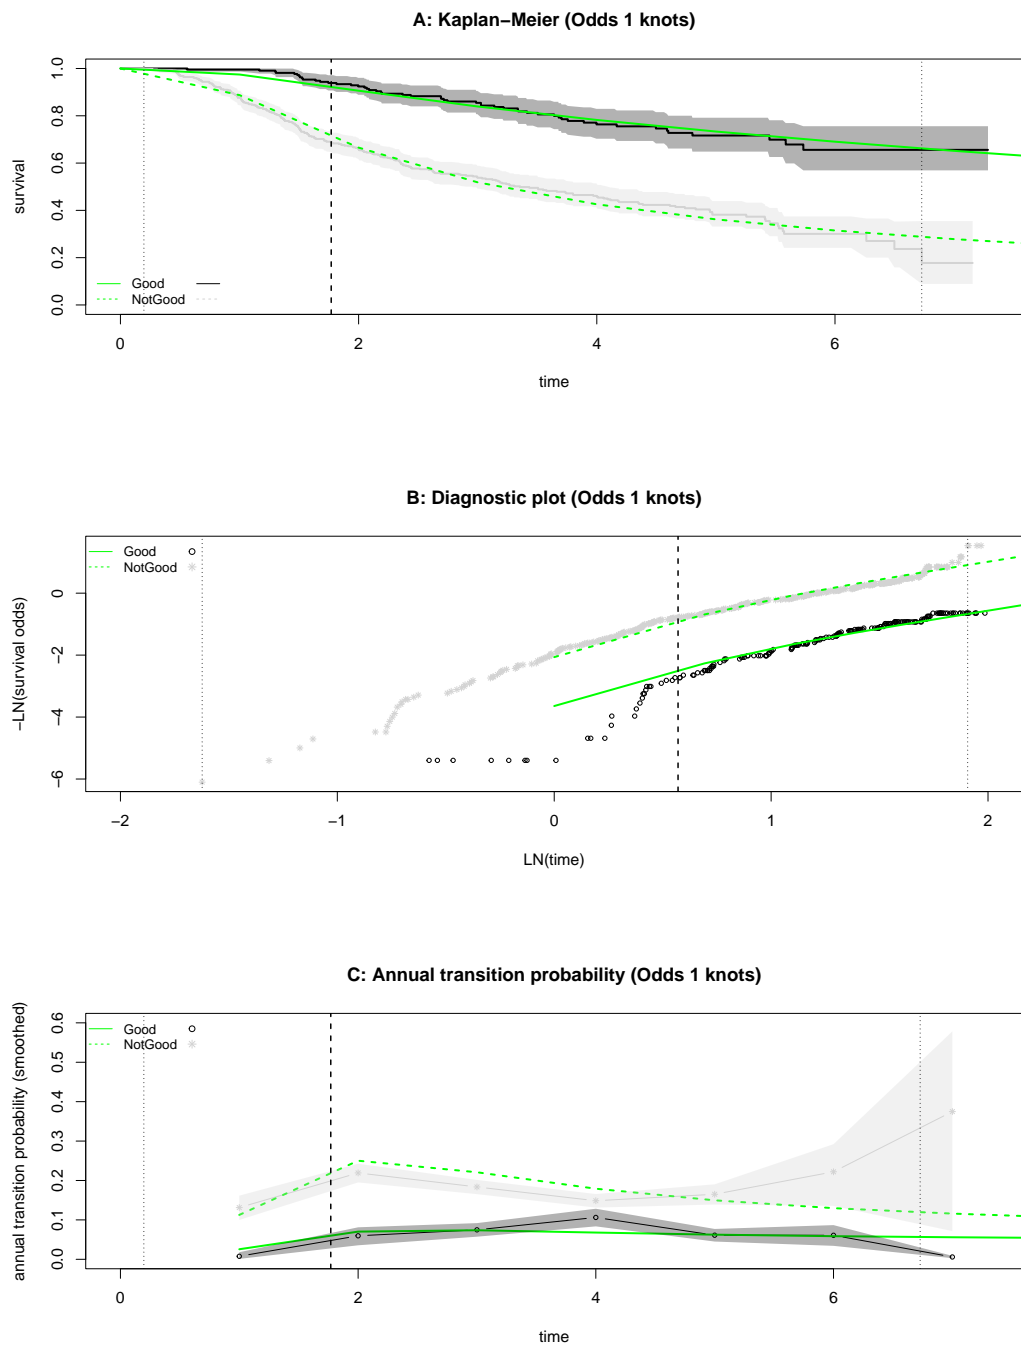 A: Kaplan−Meier (Odds 1 knots)
survival
1.0
0.8
0.6
0.4
0.2
0.0
Good
NotGood
0 2 4 6
time
B: Diagnostic plot (Odds 1 knots)
−LN(survival odds)
Good
NotGood
0
−2
−4
−6
−2 −1 0 1 2
LN(time)
C: Annual transition probability (Odds 1 knots)
annual transition probability (smoothed)
Good
NotGood
0.6
0.5
0.4
0.3
0.2
0.1
0.0
0 2 4 6
time